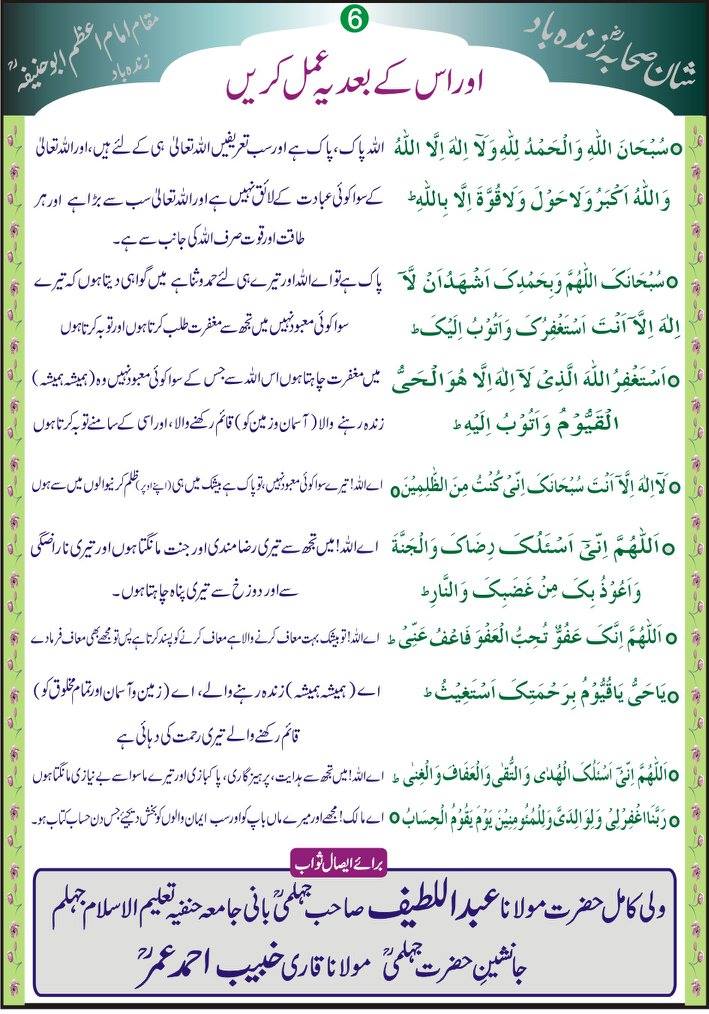 شان صحابہؓ زندہ باد
6
مقام امام اعظم ابو حنیفہؒ
زندہ باد
اور اس کے بعد یہ عمل کریں
سُبْحَانَ اللّٰهِ وَالْحَمْدُ لِلّٰهِ وَلَآ اِلٰهَ اِلَّا اللّٰهُ
اللہ پاک، پاک ہے اور سب تعریفیں اللہ تعالیٰ ہی کے لئے ہیں، اور اللہ تعالیٰ
وَاللّٰهُ اَكْبَرُ وَلَا حَوْلَ وَلَا قُوَّةَ اِلَّا بِاللّٰهِ ط
کے سوا کوئی عبادت کے لائق نہیں ہے اور اللہ تعالیٰ سب سے بڑا ہے اور ہر
طاقت اور قوت صرف اللہ کی جانب سے ہے۔
سُبْحَانَکَ اللّٰهُمَّ وَبِحَمْدِکَ اَشْهَدُ اَنْ لَّآ
پاک ہے تو اے اللہ اور تیرے ہی لئے حمد و ثنا ہے میں گواہی دیتا ہوں کہ تیرے
اِلٰهَ اِلَّآ اَنْتَ اَسْتَغْفِرُکَ وَاَتُوْبُ اِلَيْکَ ط
سوا کوئی معبود نہیں میں تجھ سے مغفرت طلب کرتا ہوں اور توبہ کرتا ہوں
اَسْتَغْفِرُ اللّٰهَ الَّذِیْ لَآ اِلٰهَ اِلَّا هُوَ الْحَیُّ
میں مغفرت چاہتا ہوں اس اللہ سے جس کے سوا کوئی معبود نہیں وہ (ہمیشہ ہمیشہ)
الْقَيُّوْمُ وَاَتُوْبُ اِلَيْهِ ط
زندہ رہنے والا (آسمان و زمین کو) قائم رکھنے والا، اور اسی کے سامنے توبہ کرتا ہوں
لَآ اِلٰهَ اِلَّآ اَنْتَ سُبْحَانَکَ اِنِّیْ كُنْتُ مِنَ الظّٰلِمِيْنَ
اے اللہ! تیرے سوا کوئی معبود نہیں، تو پاک ہے بیشک میں ہی (اپنے اوپر) ظلم کرنیوالوں میں سے ہوں
اَللّٰهُمَّ اِنِّیْٓ اَسْئَلُکَ رِضَاکَ وَالْجَنَّةَ
اے اللہ! میں تجھ سے تیری رضامندی اور جنت مانگتا ہوں اور تیری ناراضگی
وَاَعُوْذُ بِکَ مِنْ غَضَبِکَ وَالنَّارِ ط
سے اور دوزخ سے تیری پناہ چاہتا ہوں۔
اَللّٰهُمَّ اِنَّکَ عَفُوٌّ تُحِبُّ الْعَفْوَ فَاعْفُ عَنِّیْ ط
اے اللہ! تو بیشک بہت معاف کرنے والا ہے معاف کرنے کو پسند کرتا ہے پس تو مجھے بھی معاف فرمادے
يَاحَیُّ يَاقَيُّوْمُ بِرَحْمَتِکَ اَسْتَغِيْثُ ط
اے (ہمیشہ ہمیشہ) زندہ رہنے والے، اے (زمین و آسمان اور تمام مخلوق کو)
قائم رکھنے والے تیری رحمت کی دہائی ہے
اَللّٰهُمَّ اِنِّیْٓ اَسْئَلُکَ الْهُدٰی وَالتُّقٰی وَالْعَفَافَ وَالْغِنٰی ط
اے اللہ! میں تجھ سے ہدایت، پرہیزگاری، پاکبازی اور تیرے ماسوا سے بے نیازی مانگتا ہوں
رَبَّنَا اغْفِرْلِیْ وَلِوَالِدَیَّ وَلِلْمُئْومِنِيْنَ يَوْمَ يَقُوْمُ الْحِسَابُ
اے مالک! مجھے اور میرے ماں باپ کو اور سب ایمان والوں کو بخش دیجئے جس دن حساب کتاب ہو۔
برائے ایصال ثواب
ولی کامل حضرت مولانا عبداللطیف صاحب جہلمیؒ بانی جامعہ حنفیہ تعلیم الاسلام جہلم
جانشین حضرت جہلمیؒ مولانا قاری خبیب احمد عمرؒ